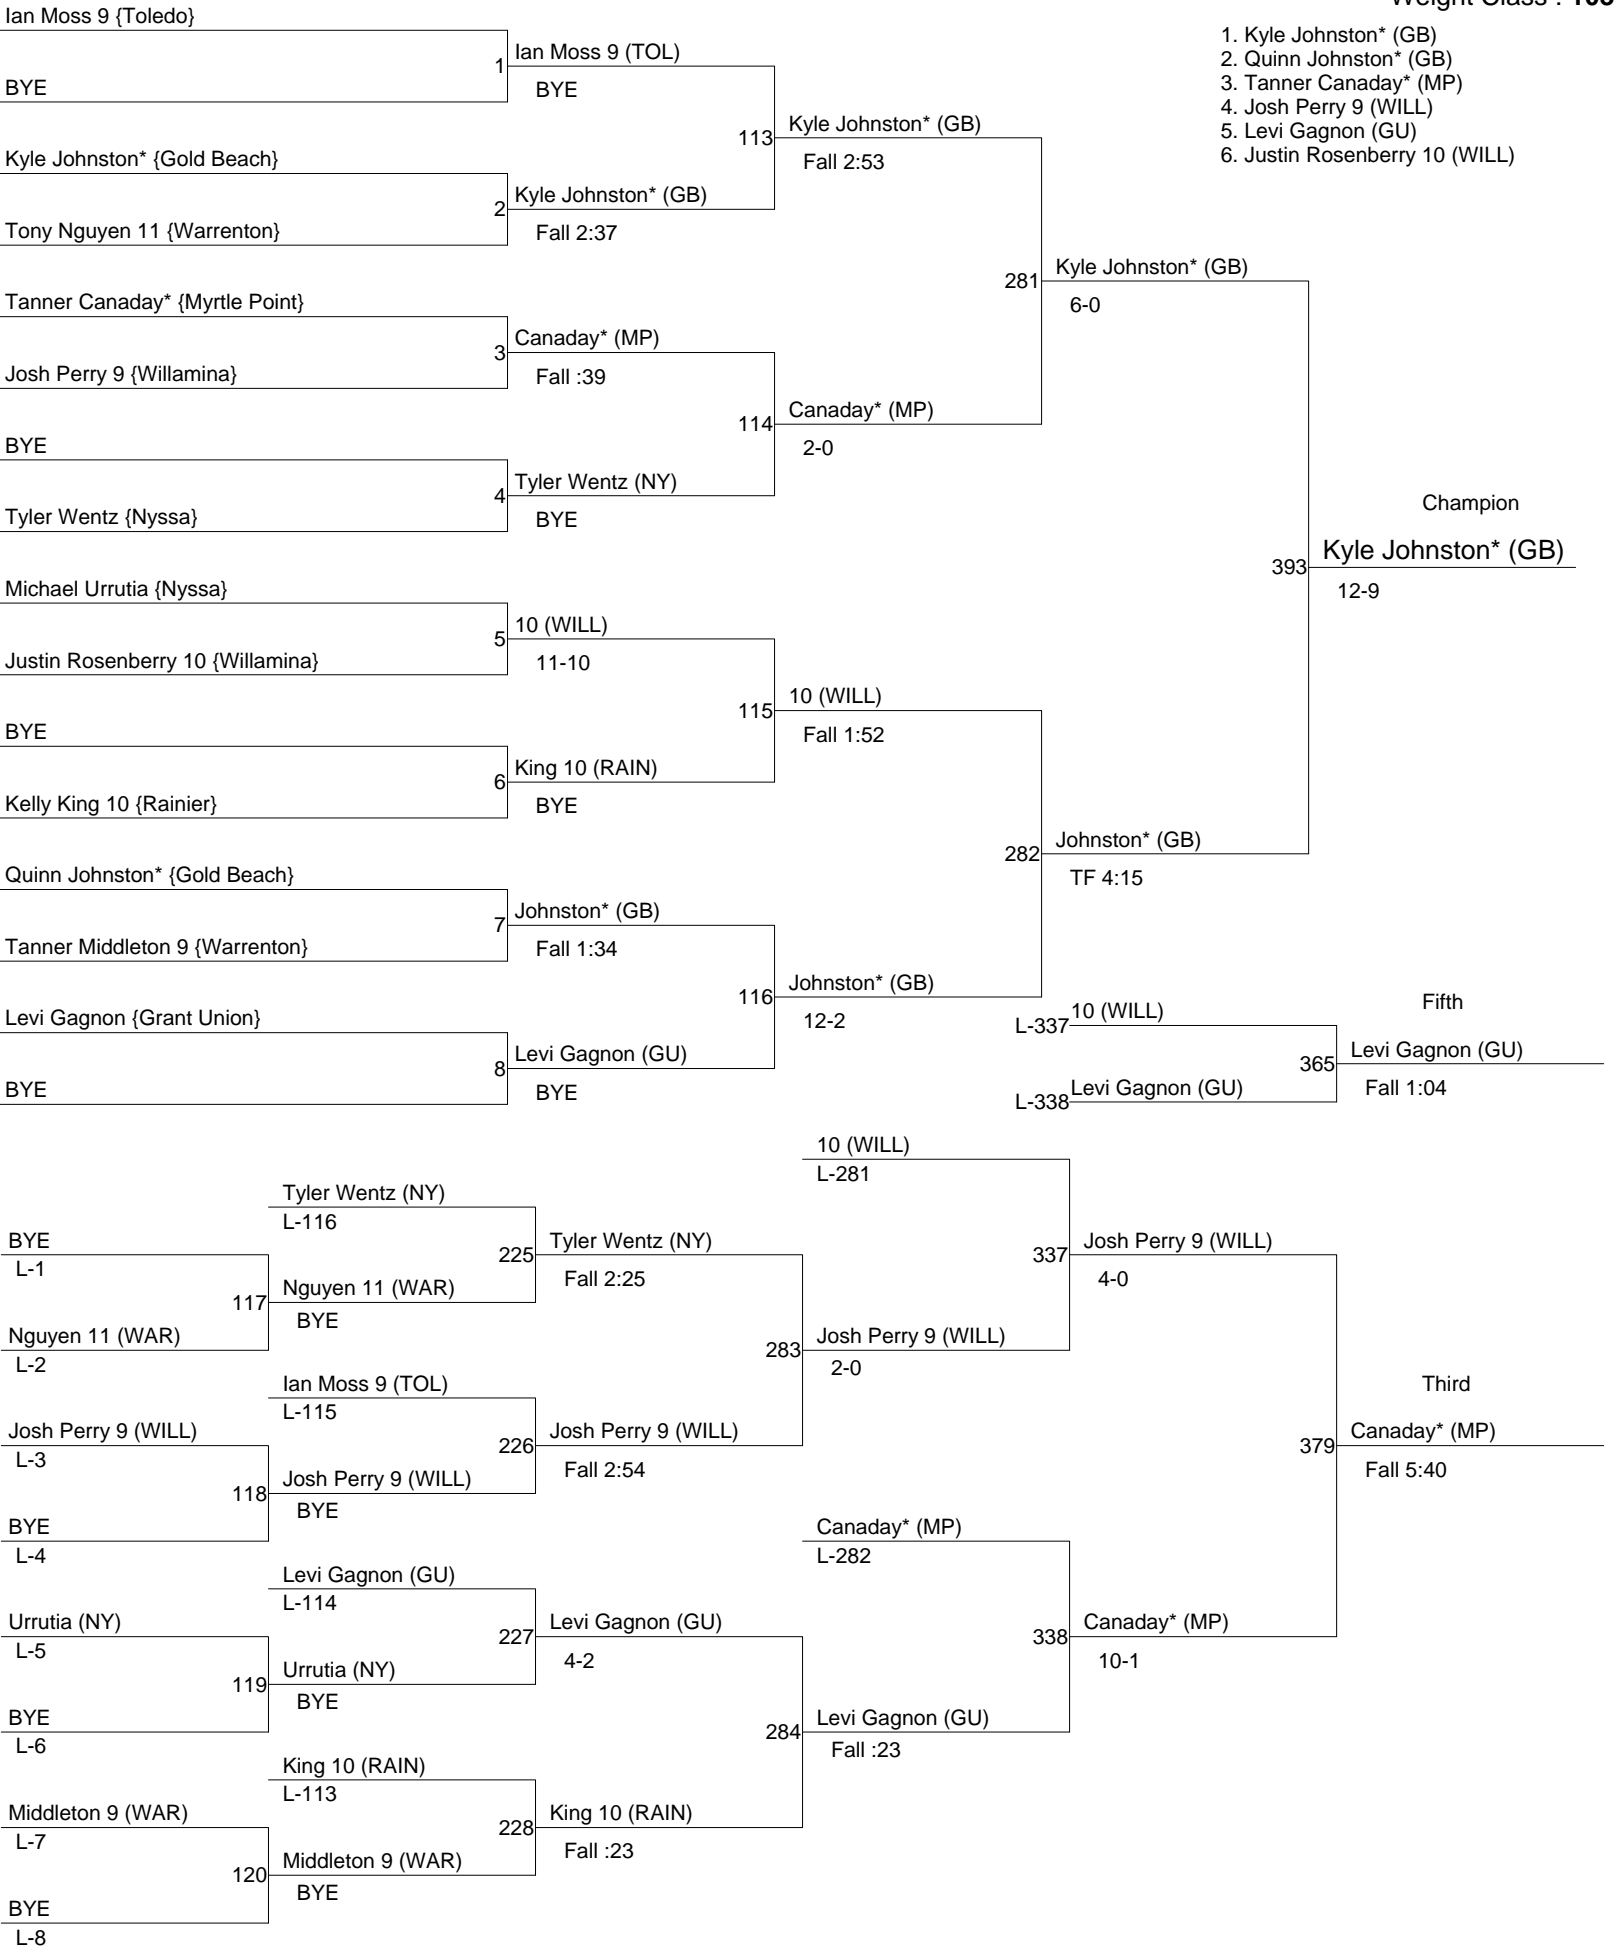 Ian Moss 9 {Toledo}
BYE
1
Ian Moss 9 (TOL)
BYE
Kyle Johnston* {Gold Beach}
Tony Nguyen 11 {Warrenton}
2
Kyle Johnston* (GB)
Fall 2:37
113
Kyle Johnston* (GB)
Fall 2:53
Tanner Canaday* {Myrtle Point}
Josh Perry 9 {Willamina}
3
Canaday* (MP)
Fall :39
BYE
Tyler Wentz {Nyssa}
4
Tyler Wentz (NY)
BYE
114
Canaday* (MP)
2-0
281
Kyle Johnston* (GB)
6-0
1. Kyle Johnston* (GB)
2. Quinn Johnston* (GB)
3. Tanner Canaday* (MP)
4. Josh Perry 9 (WILL)
5. Levi Gagnon (GU)
6. Justin Rosenberry 10 (WILL)
Michael Urrutia {Nyssa}
Justin Rosenberry 10 {Willamina}
5
10 (WILL)
11-10
BYE
Kelly King 10 {Rainier}
6
King 10 (RAIN)
BYE
115
10 (WILL)
Fall 1:52
Quinn Johnston* {Gold Beach}
Tanner Middleton 9 {Warrenton}
7
Johnston* (GB)
Fall 1:34
Levi Gagnon {Grant Union}
BYE
8
Levi Gagnon (GU)
BYE
116
Johnston* (GB)
12-2
282
Johnston* (GB)
TF 4:15
Champion
393
Kyle Johnston* (GB)
12-9
Fifth
L-337
10 (WILL)
L-338
Levi Gagnon (GU)
365
Levi Gagnon (GU)
Fall 1:04
BYE
L-1
Nguyen 11 (WAR)
L-2
117
Tyler Wentz (NY)
L-116
Nguyen 11 (WAR)
BYE
225
Tyler Wentz (NY)
Fall 2:25
Josh Perry 9 (WILL)
L-3
BYE
L-4
118
Ian Moss 9 (TOL)
L-115
Josh Perry 9 (WILL)
BYE
226
Josh Perry 9 (WILL)
Fall 2:54
283
10 (WILL)
L-281
Josh Perry 9 (WILL)
2-0
337
Josh Perry 9 (WILL)
4-0
Urrutia (NY)
L-5
BYE
L-6
119
Levi Gagnon (GU)
L-114
Urrutia (NY)
BYE
227
Levi Gagnon (GU)
4-2
Middleton 9 (WAR)
L-7
BYE
L-8
120
King 10 (RAIN)
L-113
Middleton 9 (WAR)
BYE
228
King 10 (RAIN)
Fall :23
284
Canaday* (MP)
L-282
Levi Gagnon (GU)
Fall :23
338
Canaday* (MP)
10-1
Third
379
Canaday* (MP)
Fall 5:40